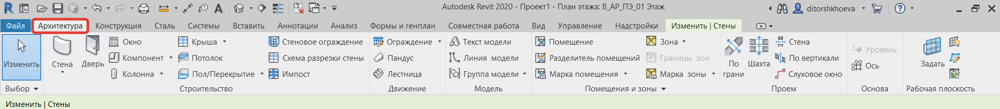 Autodesk Revit 2020 - Проект1 - План этажа: В_АР_ПЭ_01 Этаж
ditorshkhoeva
Файл Архитектура Конструкция Сталь Системы Вставить Аннотации Анализ Формы и генплан Совместная работа Вид Управление Надстройки Изменить | Стены
Окно Крыша Стеновое ограждение Ограждение Текст модели Помещение Зона Стена
Изменить Стена Дверь Компонент Потолок Схема разрезки стены Пандус Линия модели Разделитель помещений Границы зон По грани Шахта По вертикали Уровень Задать
Колонна Пол/Перекрытие Импост Лестница Группа модели Марка помещения Марка зоны Слуховое окно Ось
Выбор Строительство Движение Модель Помещения и зоны Проем Основа Рабочая плоскость
Изменить | Стены